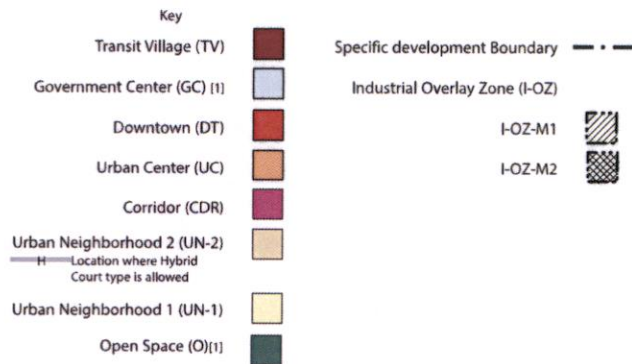 Key
Transit Village (TV)
Government Center (GC) [1]
Downtown (DT)
Urban Center (UC)
Corridor (CDR)
Urban Neighborhood 2 (UN-2)
H Location where Hybrid
Court type is allowed
Urban Neighborhood 1 (UN-1)
Open Space (O)[1]
Specific development Boundary
Industrial Overlay Zone (I-OZ)
I-OZ-M1
I-OZ-M2